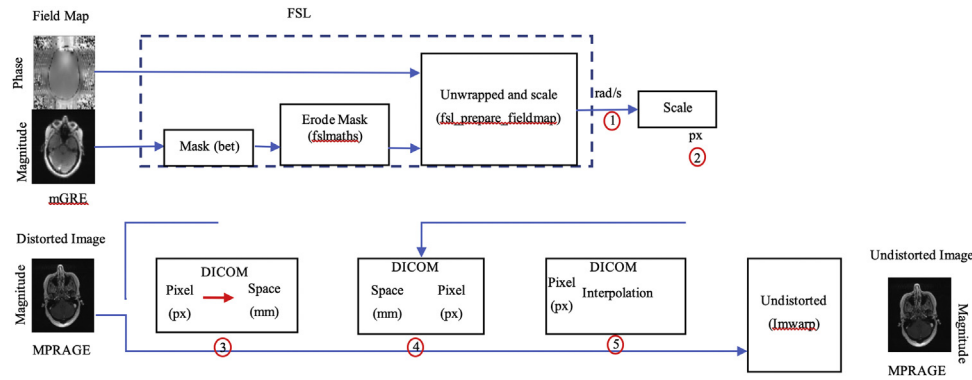 Field Map
FSL
Phase
Magnitude
mGRE
Mask (bet)
Erode Mask
(fslmaths)
Unwrapped and scale
(fsl_prepare_fieldmap)
rad/s
1
Scale
px
2
Distorted Image
Magnitude
MPRAGE
DICOM
Pixel
(px)
Space
(mm)
3
DICOM
Space
(mm)
Pixel
(px)
4
DICOM
Pixel
(px)
Interpolation
5
Undistorted
(Imwarp)
Undistorted Image
Magnitude
MPRAGE